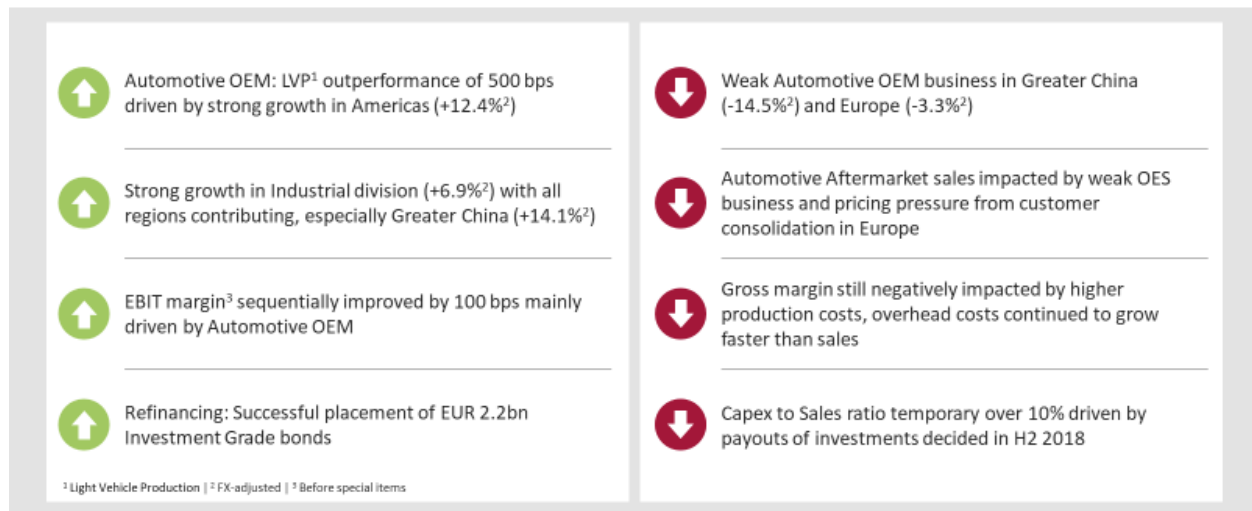 Automotive OEM: LVP¹ outperformance of 500 bps
driven by strong growth in Americas (+12.4%²)
Strong growth in Industrial division (+6.9%²) with all
regions contributing, especially Greater China (+14.1%²)
EBIT margin³ sequentially improved by 100 bps mainly
driven by Automotive OEM
Refinancing: Successful placement of EUR 2.2bn
Investment Grade bonds
¹ Light Vehicle Production | ² FX-adjusted | ³ Before special items
Weak Automotive OEM business in Greater China
(-14.5%²) and Europe (-3.3%²)
Automotive Aftermarket sales impacted by weak OES
business and pricing pressure from customer
consolidation in Europe
Gross margin still negatively impacted by higher
production costs, overhead costs continued to grow
faster than sales
Capex to Sales ratio temporary over 10% driven by
payouts of investments decided in H2 2018